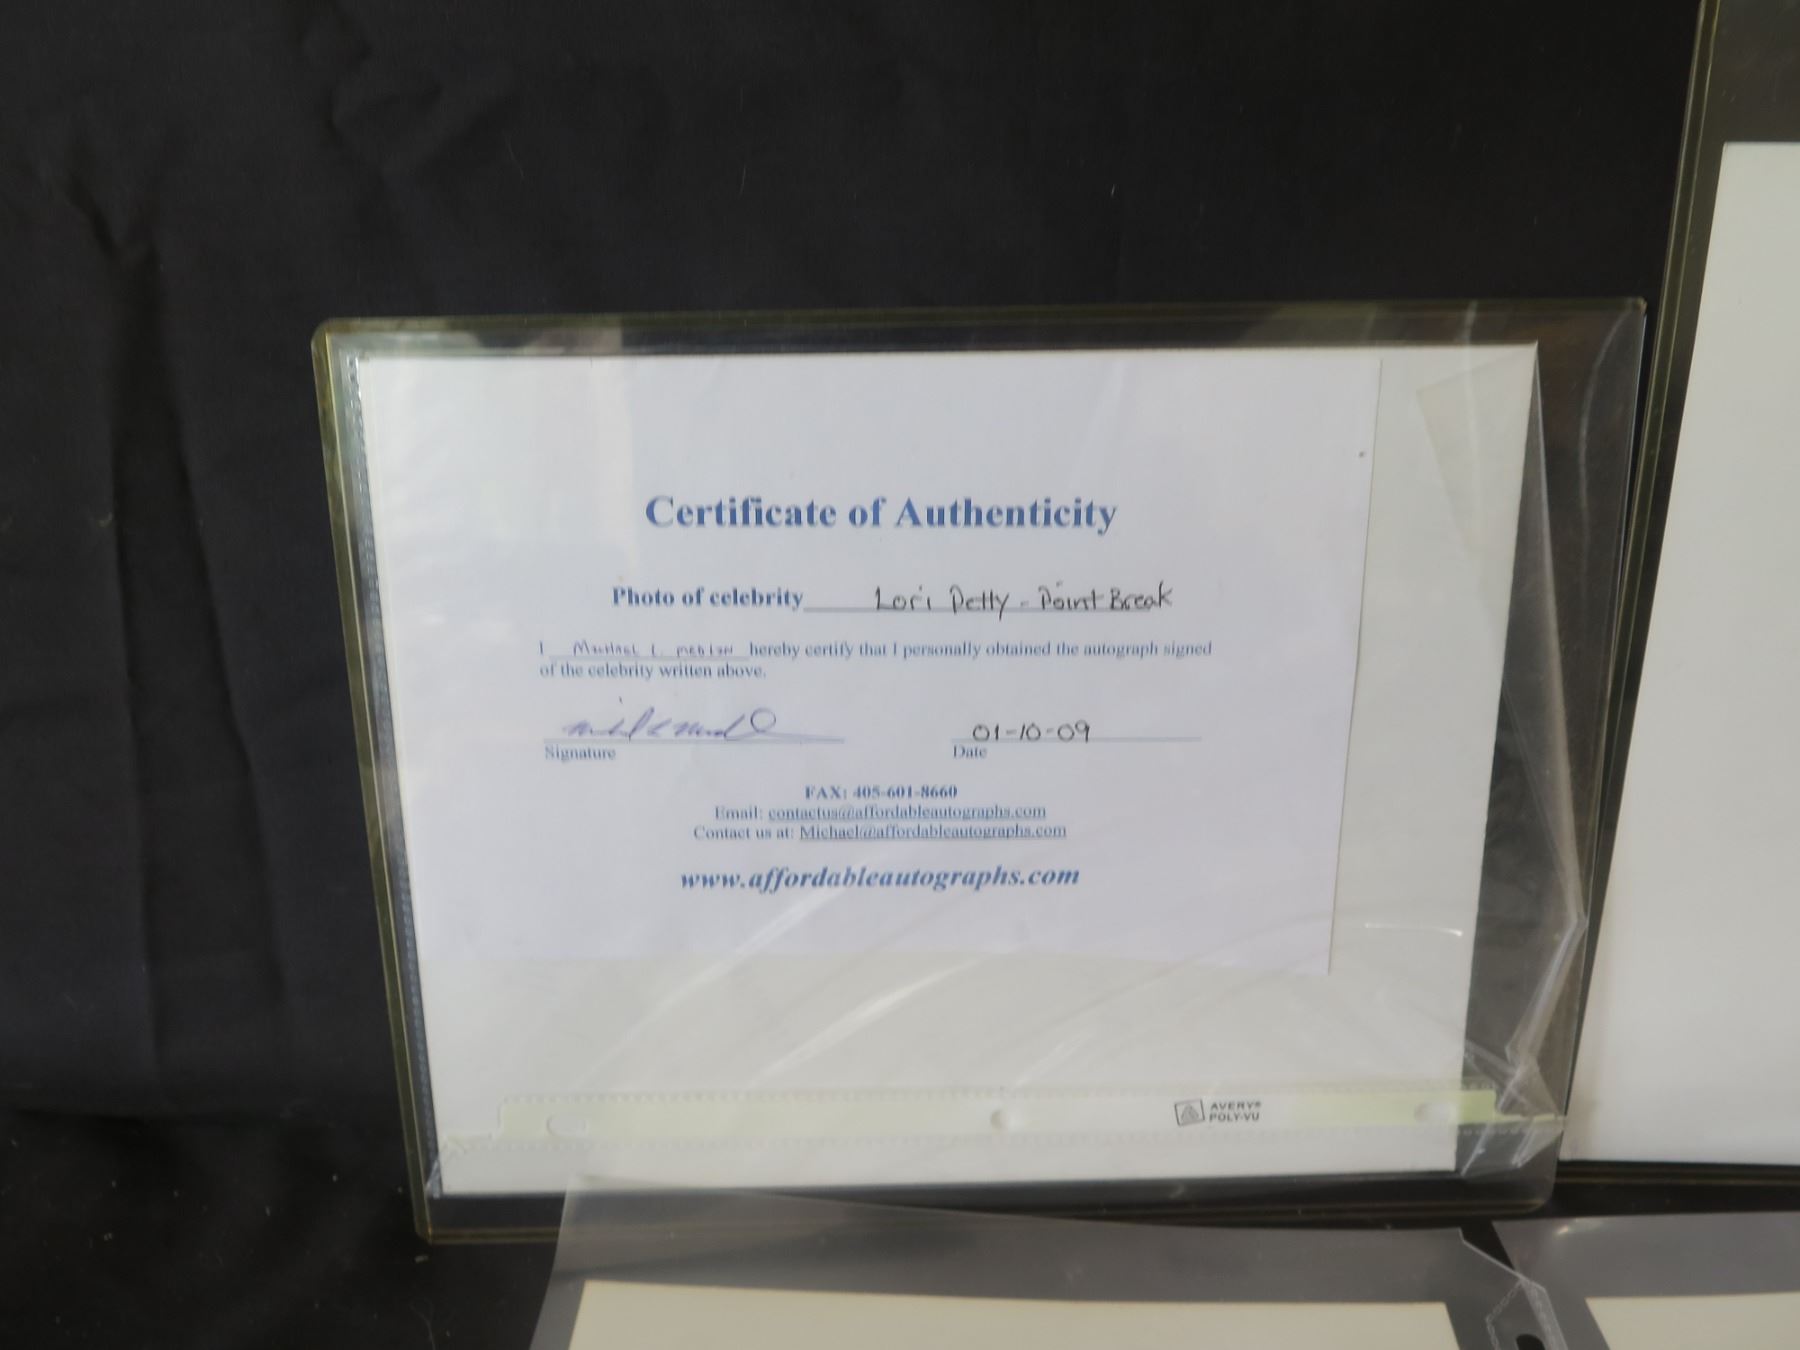 Certificate of Authenticity
Photo of celebrity Lori Petty - Point Break
I Michael L. hereby certify that I personally obtained the autograph signed
of the celebrity written above.
Signature
01-10-09
Date
FAX: 405-601-8660
Email: contactus@affordableautographs.com
Contact us at: Michael@affordableautographs.com
www.affordableautographs.com
AVERY®
POLY-VU